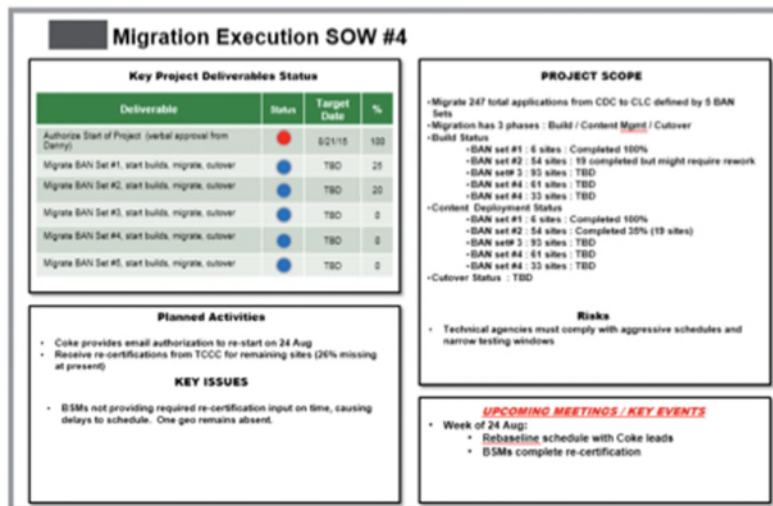 Migration Execution SOW #4
Key Project Deliverables Status
Deliverable Status Target Date %
Authorize Start of Project (verbal approval from Danny) 8/21/15 100
Migrate BAN Set #1, start builds, migrate, cutover TBD 25
Migrate BAN Set #2, start builds, migrate, cutover TBD 20
Migrate BAN Set #3, start builds, migrate, cutover TBD 0
Migrate BAN Set #4, start builds, migrate, cutover TBD 0
Migrate BAN Set #5, start builds, migrate, cutover TBD 0
Planned Activities
• Coke provides email authorization to re-start on 24 Aug
• Receive re-certifications from TCCC for remaining sites (26% missing
at present)
KEY ISSUES
• BSMs not providing required re-certification input on time, causing
delays to schedule. One geo remains absent.
PROJECT SCOPE
•Migrate 247 total applications from CDC to CLC defined by 5 BAN
Sets
•Migration has 3 phases : Build / Content Mgmt / Cutover
•Build Status
•BAN set #1 : 6 sites : Completed 100%
•BAN set #2 : 54 sites : 19 completed but might require rework
•BAN set# 3 : 93 sites : TBD
•BAN set #4 : 61 sites : TBD
•BAN set #4 : 33 sites : TBD
•Content Deployment Status
•BAN set #1 : 6 sites : Completed 100%
•BAN set #2 : 54 sites : Completed 35% (19 sites)
•BAN set# 3 : 93 sites : TBD
•BAN set #4 : 61 sites : TBD
•BAN set #4 : 33 sites : TBD
•Cutover Status : TBD
Risks
• Technical agencies must comply with aggressive schedules and
narrow testing windows
UPCOMING MEETINGS / KEY EVENTS
• Week of 24 Aug:
• Rebaseline schedule with Coke leads
• BSMs complete re-certification